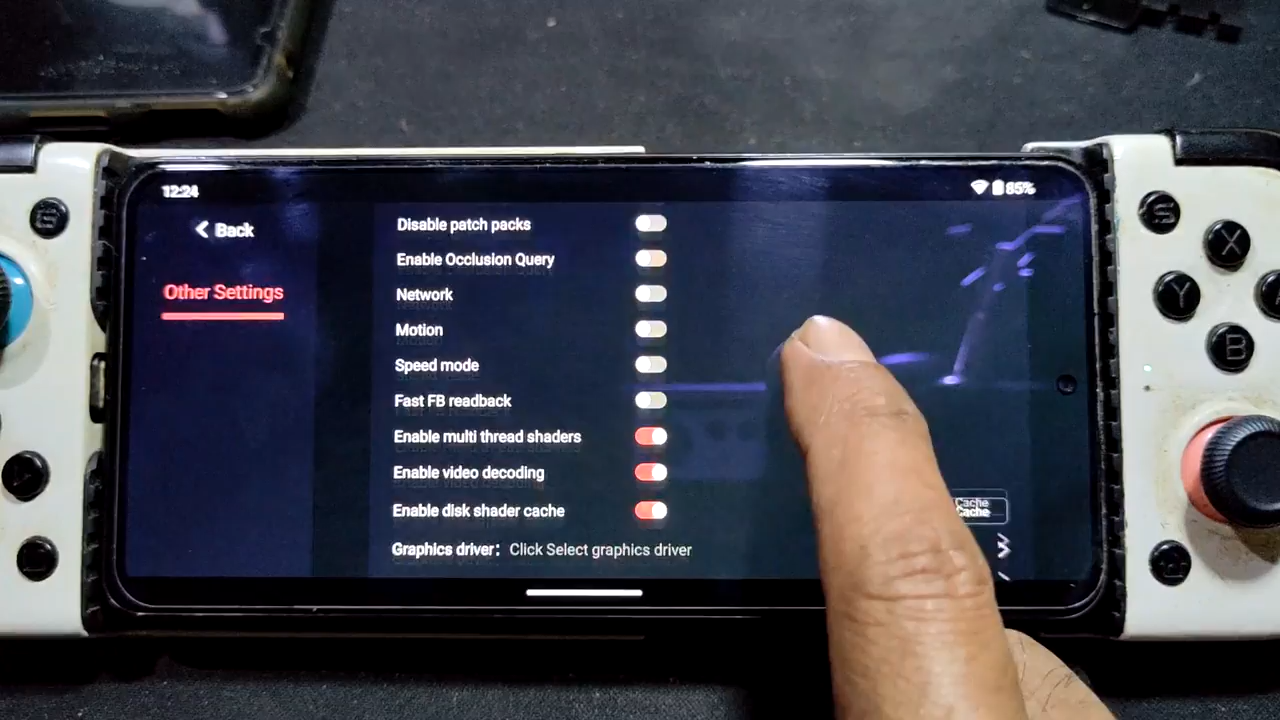 12:24
85%
Back
Other Settings
Disable patch packs
Enable Occlusion Query
Network
Motion
Speed mode
Fast FB readback
Enable multi thread shaders
Enable video decoding
Enable disk shader cache
Cache
Graphics driver: Click Select graphics driver
S
X
Y
B